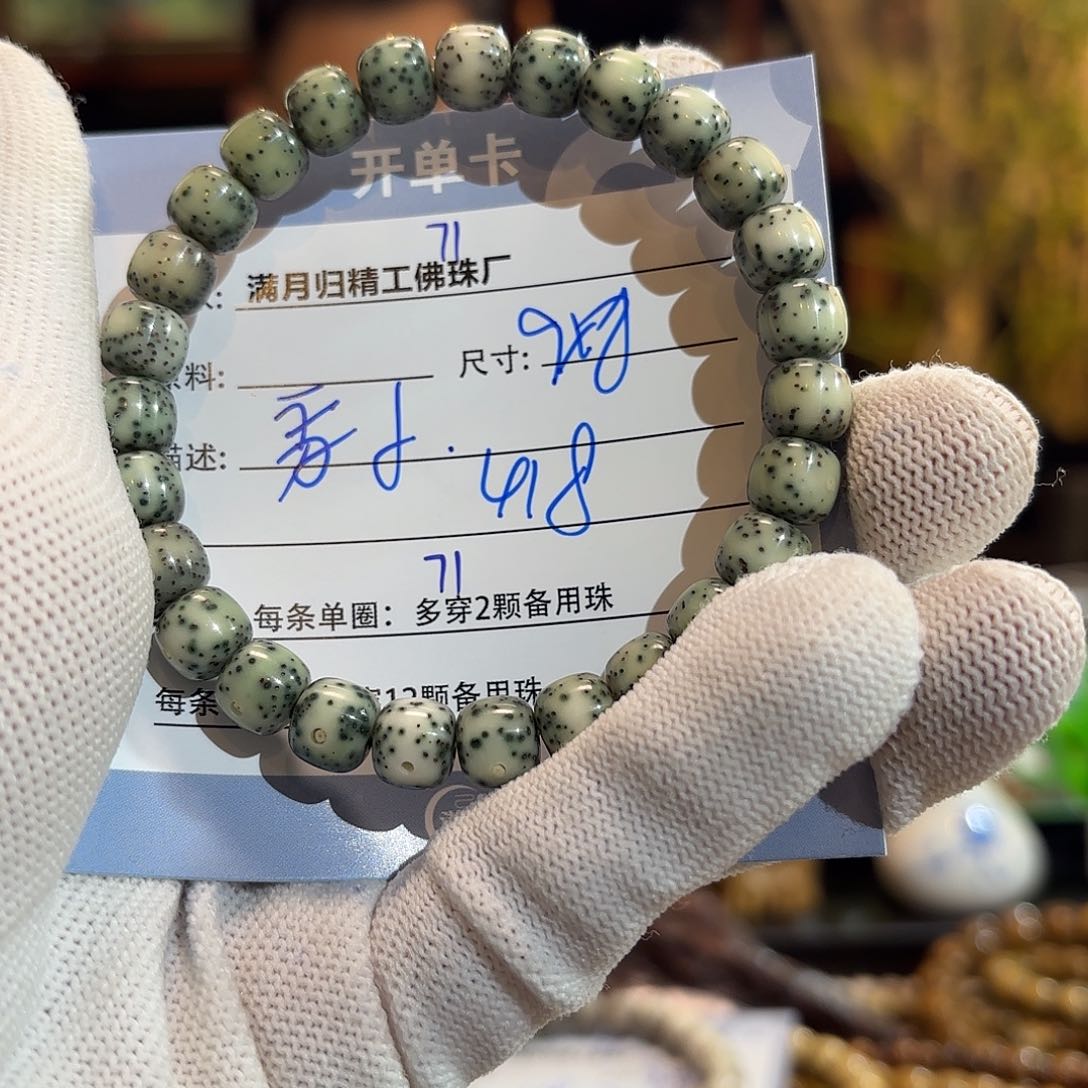 开单卡
71
: 满月归精工佛珠厂
料: 尺寸:
描述:
418
71
每条单圈: 多穿2颗备用珠
每条 12颗备用珠